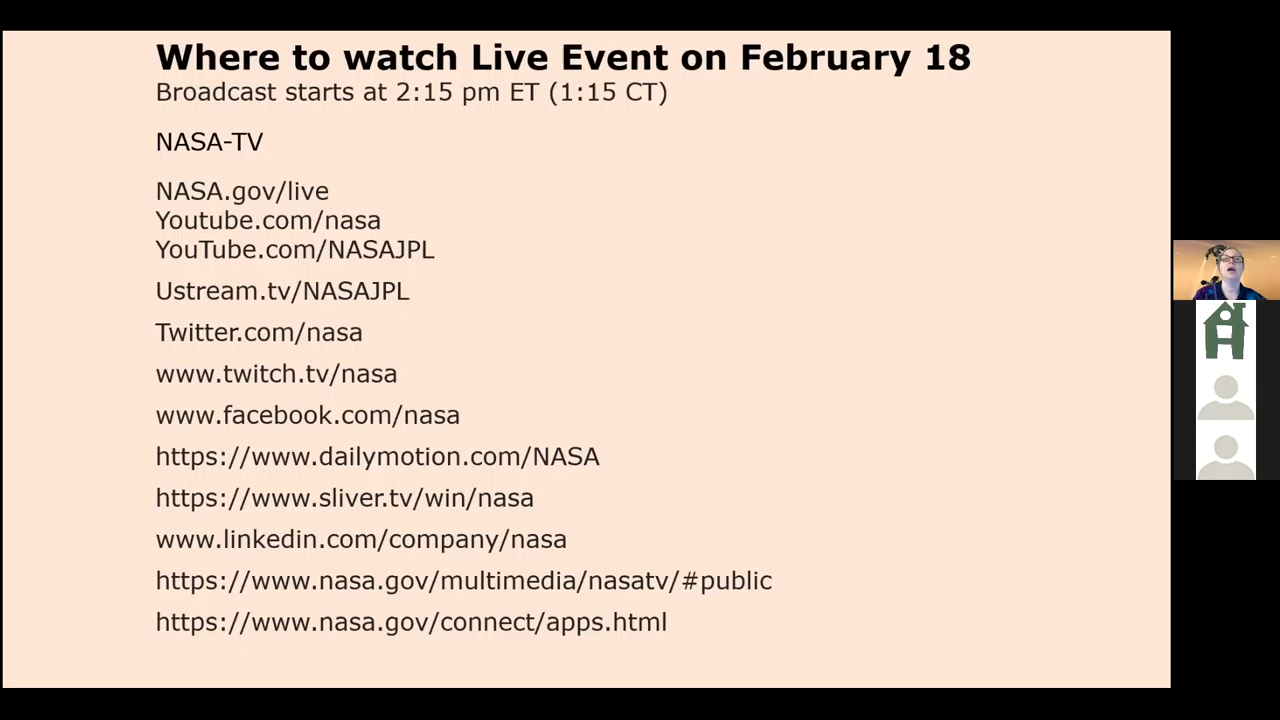 Where to watch Live Event on February 18
Broadcast starts at 2:15 pm ET (1:15 CT)
NASA-TV
NASA.gov/live
Youtube.com/nasa
YouTube.com/NASAJPL
Ustream.tv/NASAJPL
Twitter.com/nasa
www.twitch.tv/nasa
www.facebook.com/nasa
https://www.dailymotion.com/NASA
https://www.sliver.tv/win/nasa
www.linkedin.com/company/nasa
https://www.nasa.gov/multimedia/nasatv/#public
https://www.nasa.gov/connect/apps.html